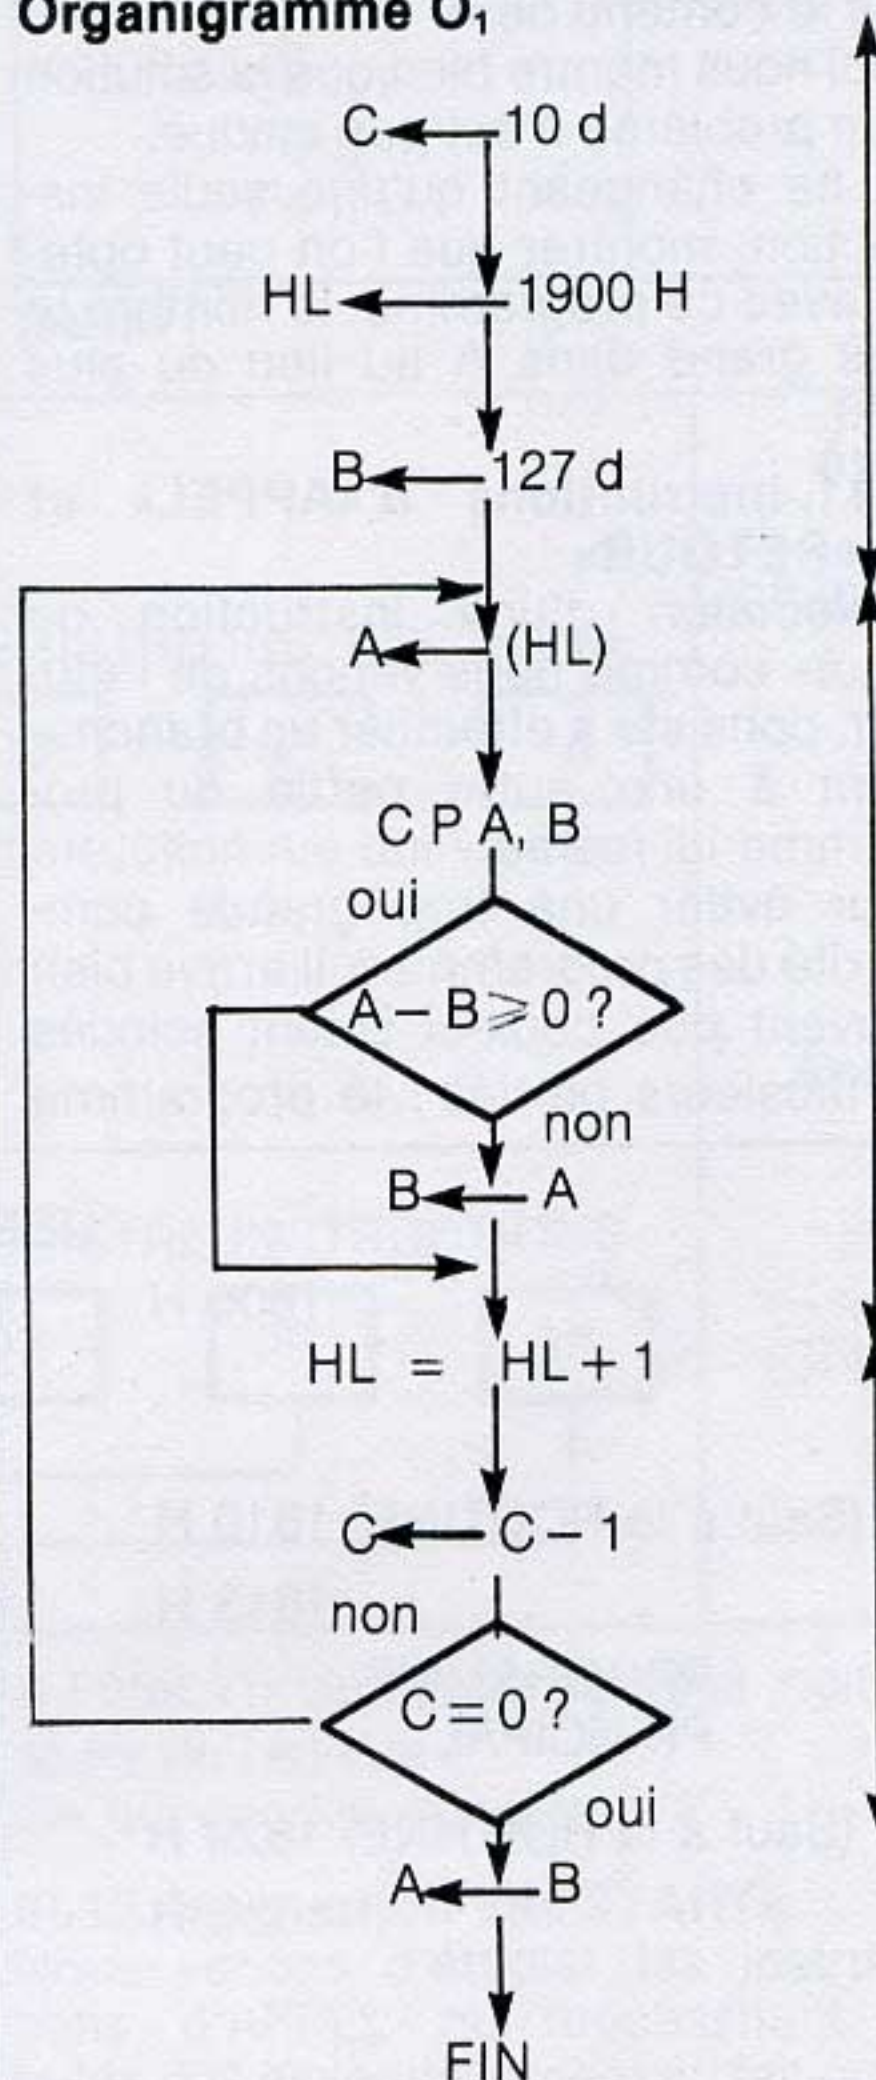 Organigramme O₁
C 10 d
HL 1900 H
B 127 d
A (HL)
C P A, B
oui
A – B ⩾ 0 ?
non
B A
HL = HL + 1
C C – 1
non
C = 0 ?
oui
A B
FIN